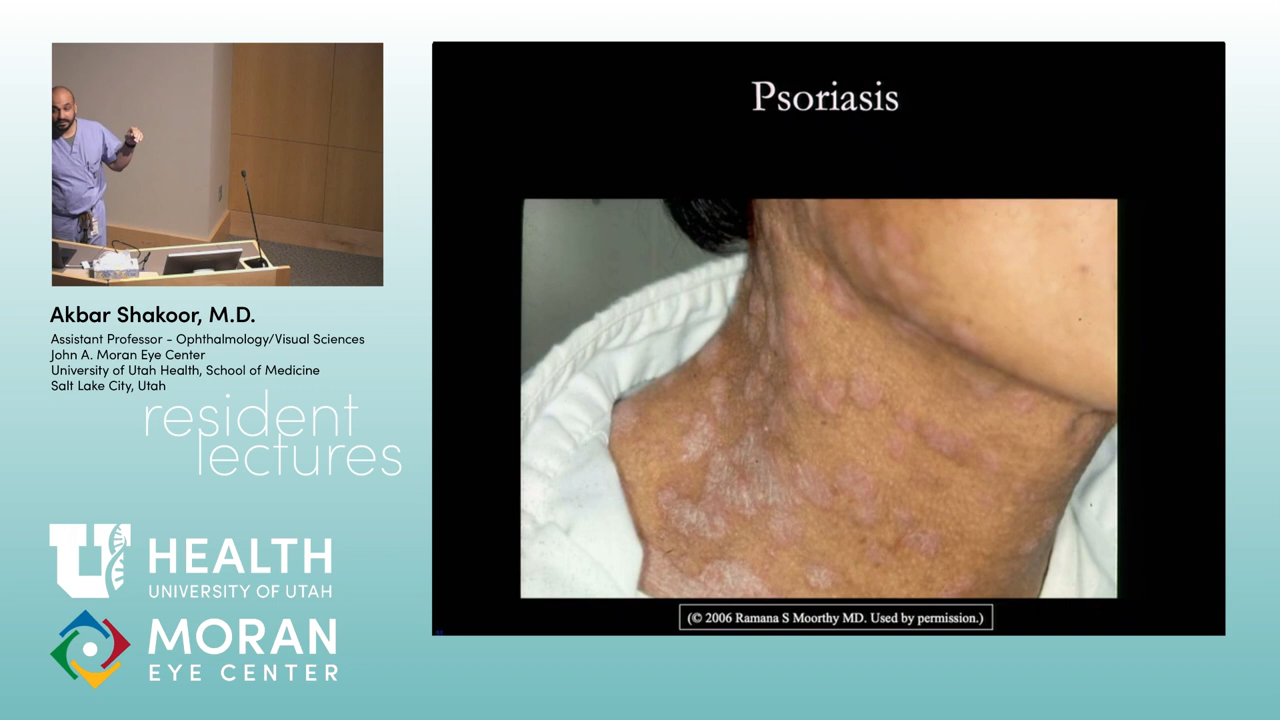 Psoriasis
(© 2006 Ramana S Moorthy MD. Used by permission.)
Akbar Shakoor, M.D.
Assistant Professor - Ophthalmology/Visual Sciences
John A. Moran Eye Center
University of Utah Health, School of Medicine
Salt Lake City, Utah
resident
lectures
U HEALTH
UNIVERSITY OF UTAH
MORAN
EYE CENTER